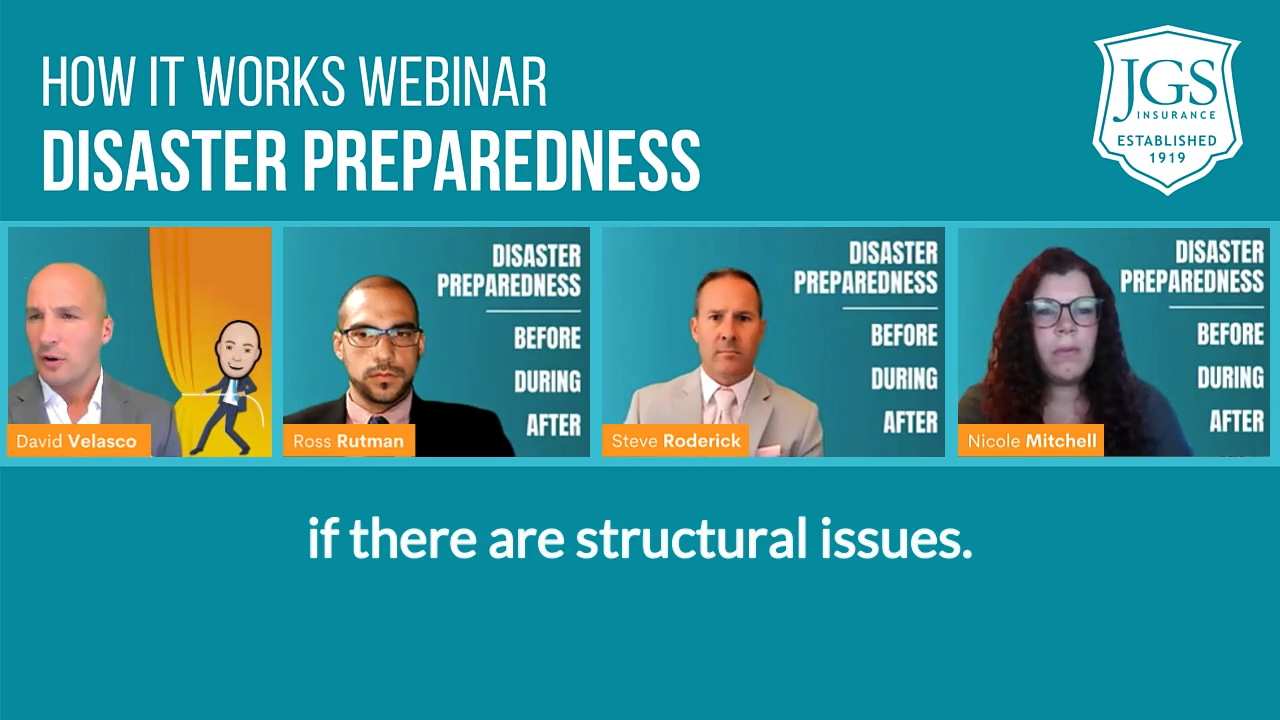 HOW IT WORKS WEBINAR
DISASTER PREPAREDNESS
JGS
INSURANCE
ESTABLISHED
1919
David Velasco
DISASTER
PREPAREDNESS
BEFORE
DURING
AFTER
Ross Rutman
DISASTER
PREPAREDNESS
BEFORE
DURING
AFTER
Steve Roderick
DISASTER
PREPAREDNESS
BEFORE
DURING
AFTER
Nicole Mitchell
if there are structural issues.